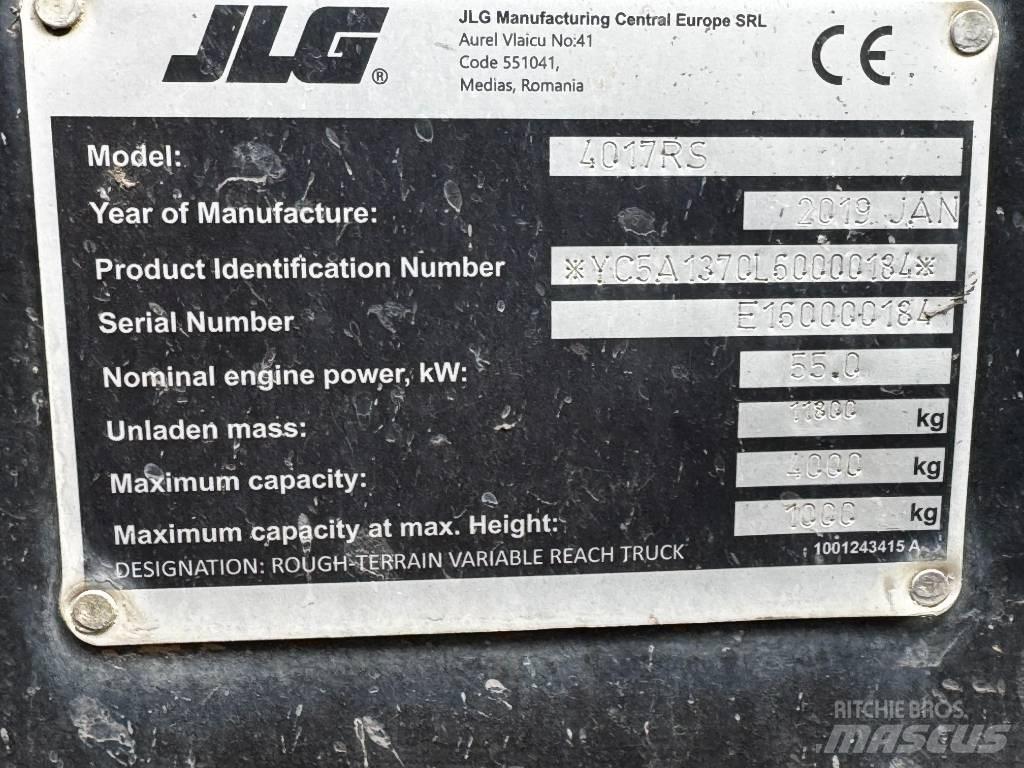 JLG®
JLG Manufacturing Central Europe SRL
Aurel Vlaicu No:41
Code 551041,
Medias, Romania
CE
Model: 4017RS
Year of Manufacture: 2019 JAN
Product Identification Number *YC5A1370L60000184*
Serial Number E160000184
Nominal engine power, kW: 55.0
Unladen mass: 11800 kg
Maximum capacity: 4000 kg
Maximum capacity at max. Height: 1000 kg
DESIGNATION: ROUGH-TERRAIN VARIABLE REACH TRUCK
1001243415 A
RITCHIE BROS.
MASCUS